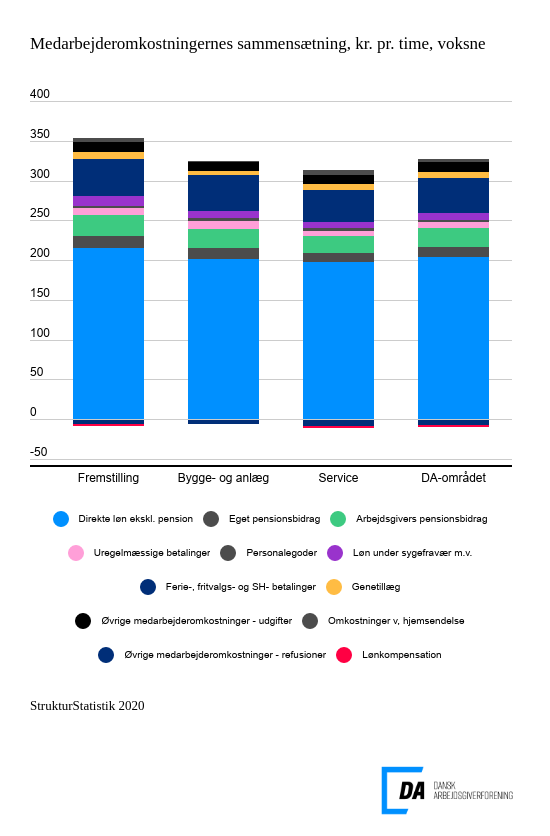 Medarbejderomkostningernes sammensætning, kr. pr. time, voksne
400
350
300
250
200
150
100
50
0
-50
Fremstilling Bygge- og anlæg Service DA-området
Direkte løn ekskl. pension Eget pensionsbidrag Arbejdsgivers pensionsbidrag
Uregelmæssige betalinger Personalegoder Løn under sygefravær m.v.
Ferie-, fritvalgs- og SH- betalinger Genetillæg
Øvrige medarbejderomkostninger - udgifter Omkostninger v, hjemsendelse
Øvrige medarbejderomkostninger - refusioner Lønkompensation
StrukturStatistik 2020
DA DANSK
ARBEJDSGIVERFORENING